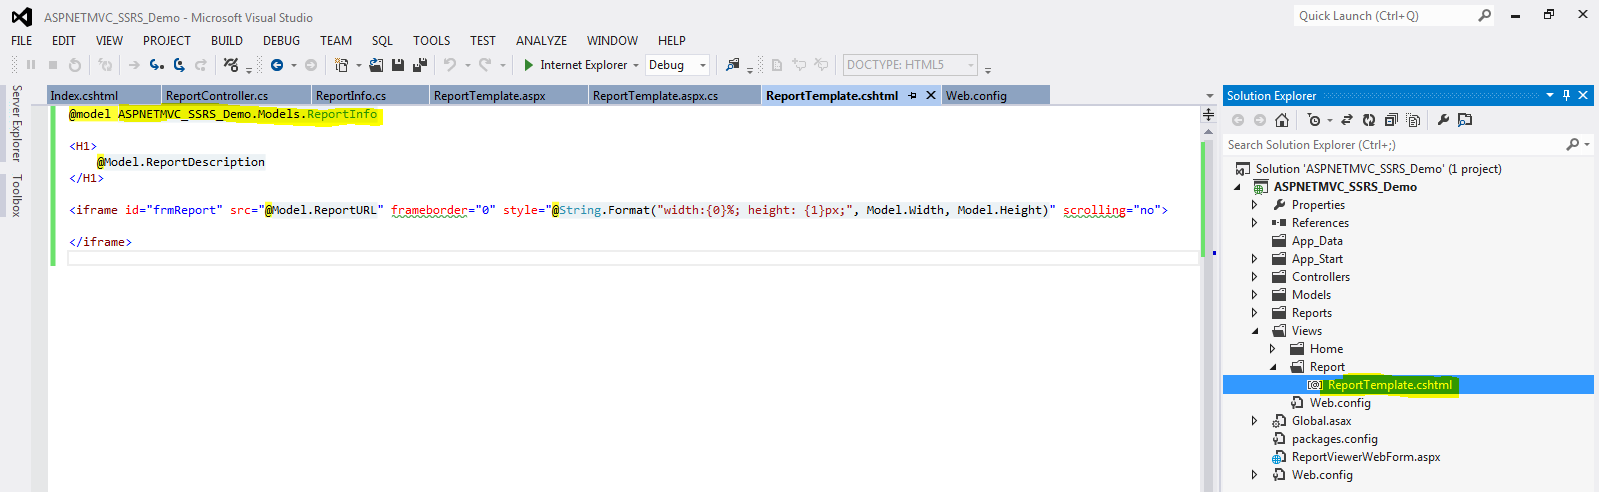 ASPNETMVC_SSRS_Demo - Microsoft Visual Studio
Quick Launch (Ctrl+Q)
FILE EDIT VIEW PROJECT BUILD DEBUG TEAM SQL TOOLS TEST ANALYZE WINDOW HELP
Internet Explorer Debug DOCTYPE: HTML5
Server Explorer
Toolbox
Index.cshtml ReportController.cs ReportInfo.cs ReportTemplate.aspx ReportTemplate.aspx.cs ReportTemplate.cshtml Web.config
@model ASPNETMVC_SSRS_Demo.Models.ReportInfo
<H1>
@Model.ReportDescription
</H1>
<iframe id="frmReport" src="@Model.ReportURL" frameborder="0" style="@String.Format("width:{0}%; height: {1}px;", Model.Width, Model.Height)" scrolling="no">
</iframe>
Solution Explorer
Search Solution Explorer (Ctrl+;)
Solution 'ASPNETMVC_SSRS_Demo' (1 project)
ASPNETMVC_SSRS_Demo
Properties
References
App_Data
App_Start
Controllers
Models
Reports
Views
Home
Report
[@] ReportTemplate.cshtml
Web.config
Global.asax
packages.config
ReportViewerWebForm.aspx
Web.config